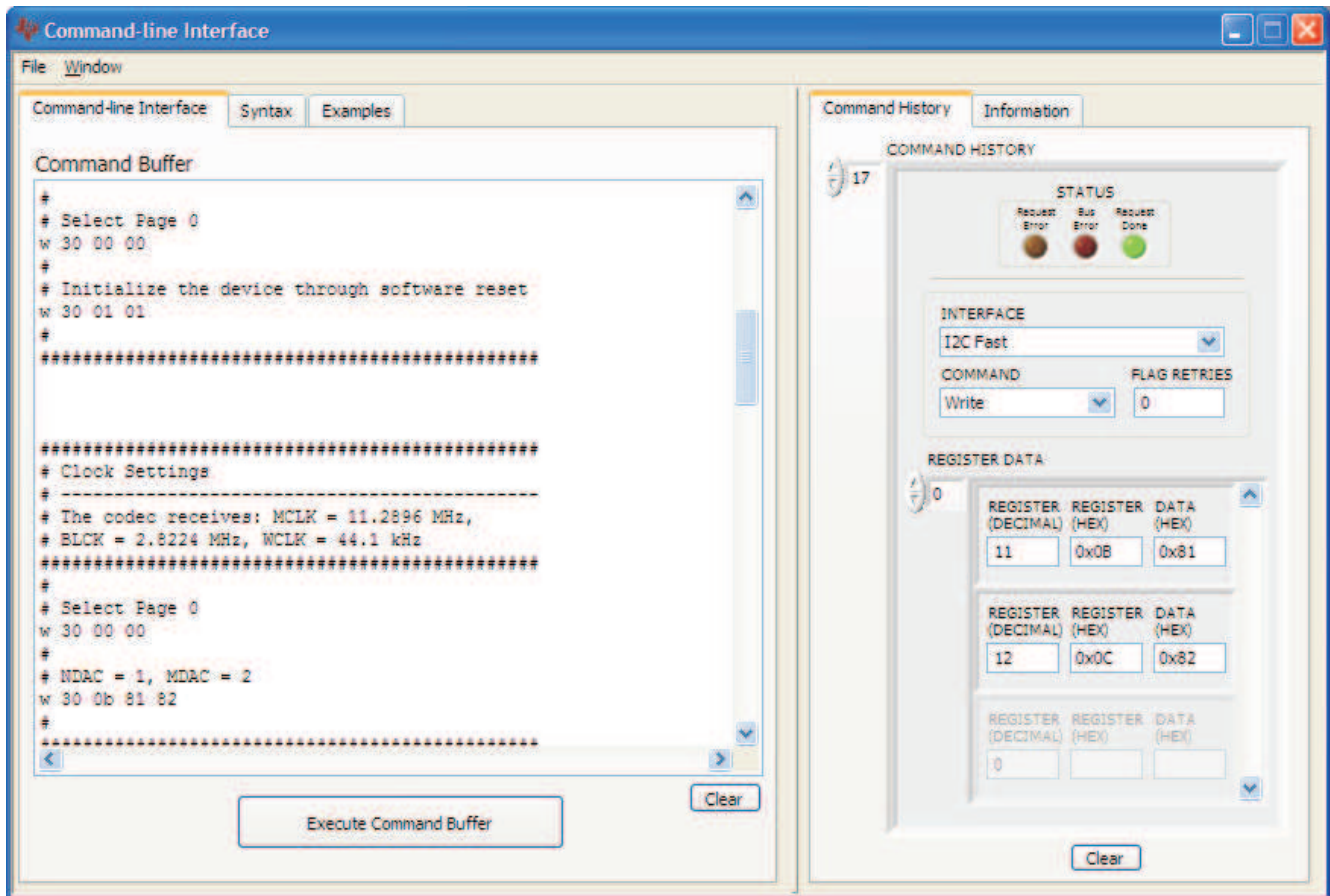 Command-line Interface
File Window
Command-line Interface Syntax Examples
Command Buffer
#
# Select Page 0
w 30 00 00
#
# Initialize the device through software reset
w 30 01 01
#
###############################################
###############################################
# Clock Settings
# ---------------------------------------------
# The codec receives: MCLK = 11.2896 MHz,
# BLCK = 2.8224 MHz, WCLK = 44.1 kHz
###############################################
#
# Select Page 0
w 30 00 00
#
# NDAC = 1, MDAC = 2
w 30 0b 81 82
#
###############################################
Clear
Execute Command Buffer
Command History Information
COMMAND HISTORY
17
STATUS
Request Error Bus Error Request Done
INTERFACE
I2C Fast
COMMAND FLAG RETRIES
Write 0
REGISTER DATA
0
REGISTER REGISTER DATA
(DECIMAL) (HEX) (HEX)
11 0x0B 0x81
REGISTER REGISTER DATA
(DECIMAL) (HEX) (HEX)
12 0x0C 0x82
REGISTER REGISTER DATA
(DECIMAL) (HEX) (HEX)
0
Clear